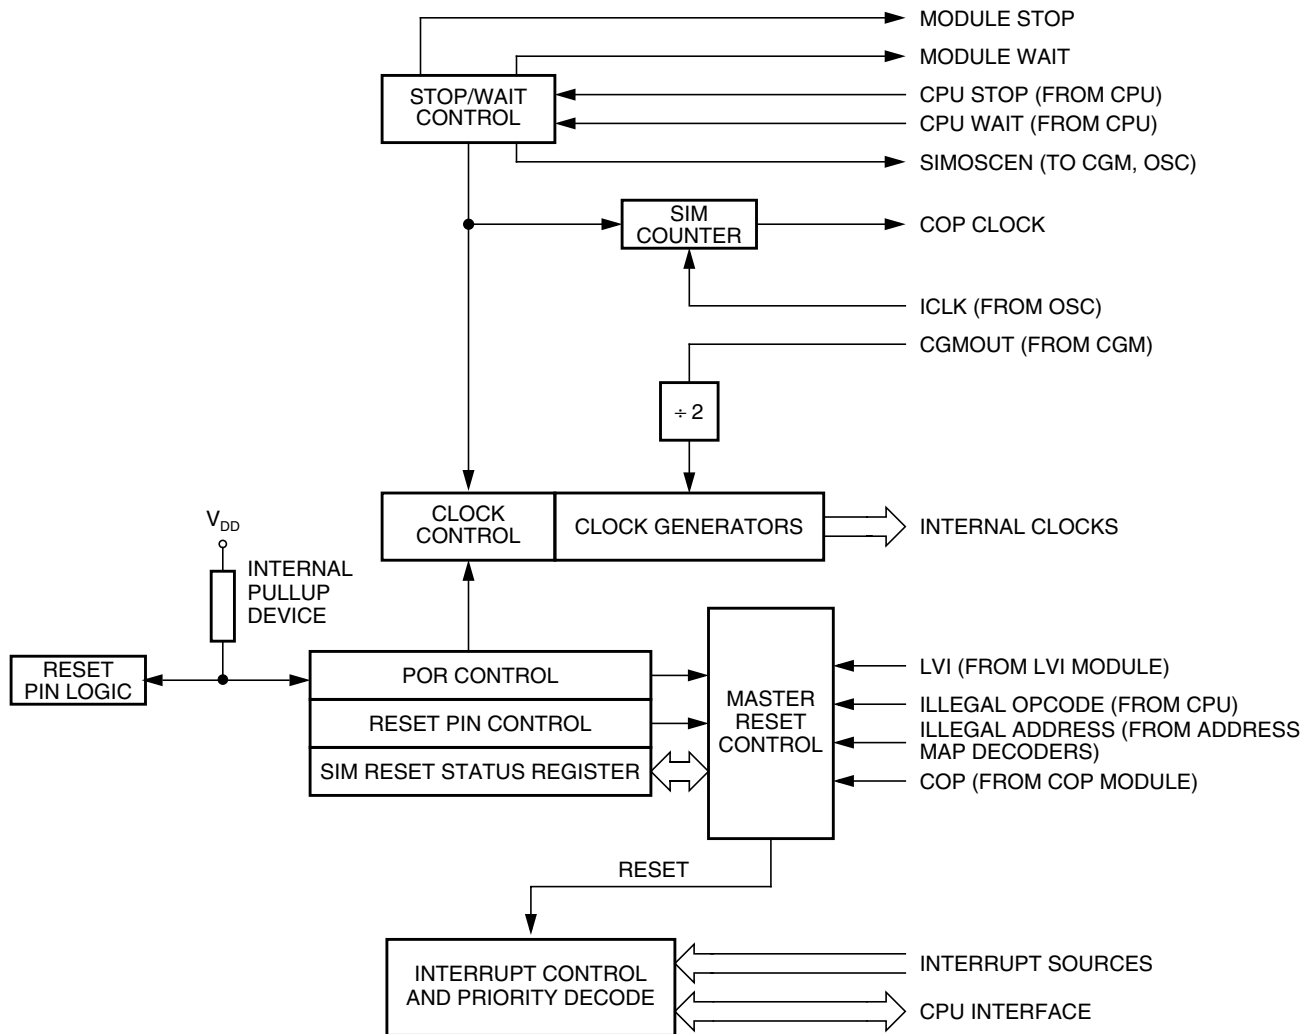 MODULE STOP
MODULE WAIT
STOP/WAIT
CONTROL
CPU STOP (FROM CPU)
CPU WAIT (FROM CPU)
SIMOSCEN (TO CGM, OSC)
SIM
COUNTER
COP CLOCK
ICLK (FROM OSC)
CGMOUT (FROM CGM)
÷ 2
CLOCK
CONTROL
CLOCK GENERATORS
INTERNAL CLOCKS
VDD
INTERNAL
PULLUP
DEVICE
RESET
PIN LOGIC
POR CONTROL
RESET PIN CONTROL
SIM RESET STATUS REGISTER
MASTER
RESET
CONTROL
LVI (FROM LVI MODULE)
ILLEGAL OPCODE (FROM CPU)
ILLEGAL ADDRESS (FROM ADDRESS
MAP DECODERS)
COP (FROM COP MODULE)
RESET
INTERRUPT CONTROL
AND PRIORITY DECODE
INTERRUPT SOURCES
CPU INTERFACE